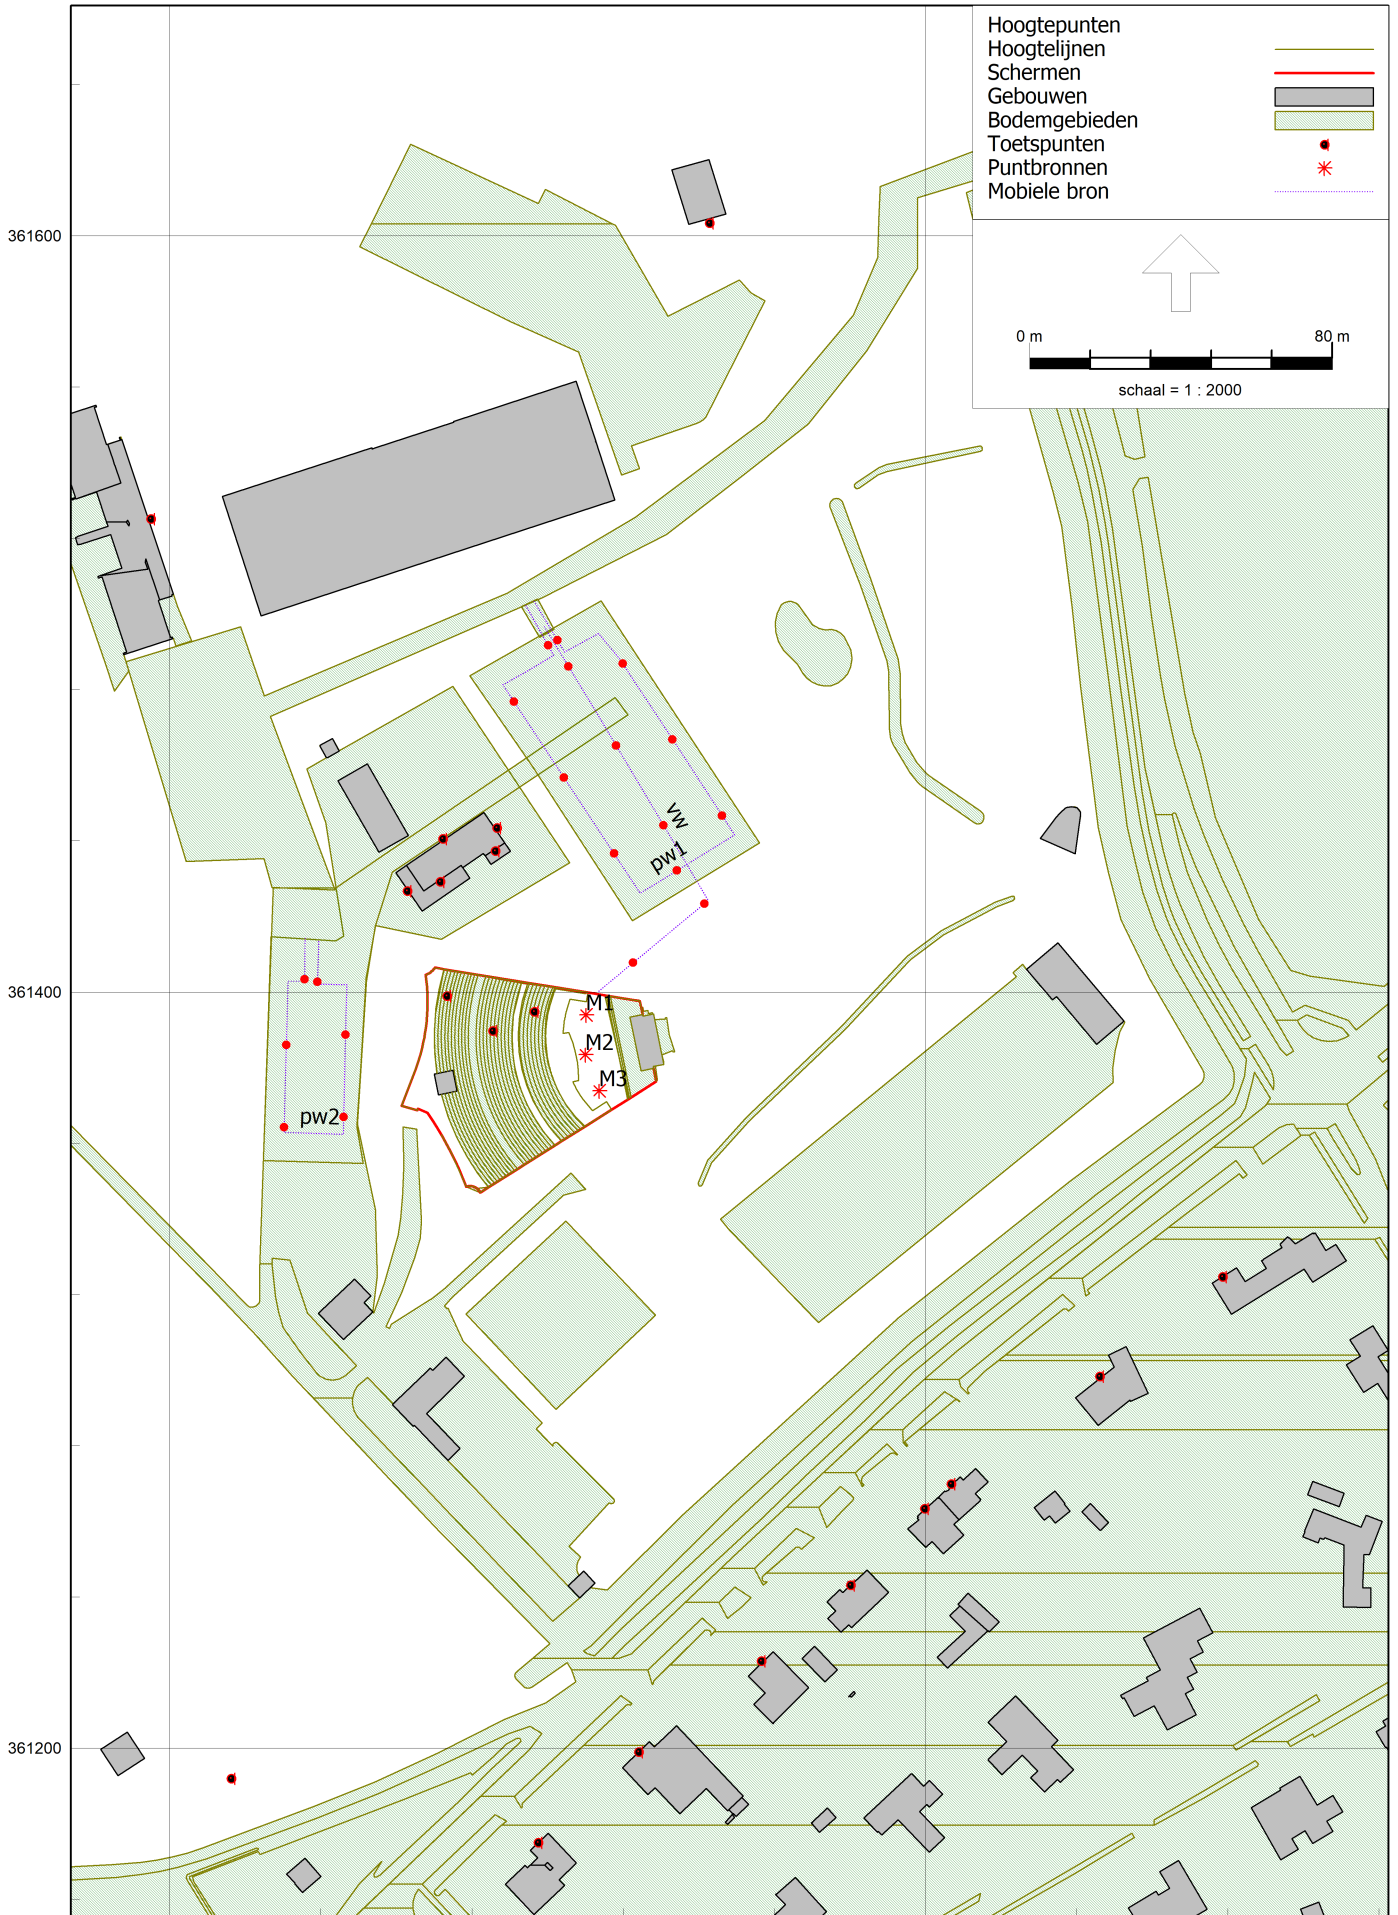 Hoogtepunten
Hoogtelijnen
Schermen
Gebouwen
Bodemgebieden
Toetspunten
Puntbronnen
Mobiele bron
361600
0 m 80 m
schaal = 1 : 2000
vw
pw1
361400
M1
M2
M3
pw2
361200